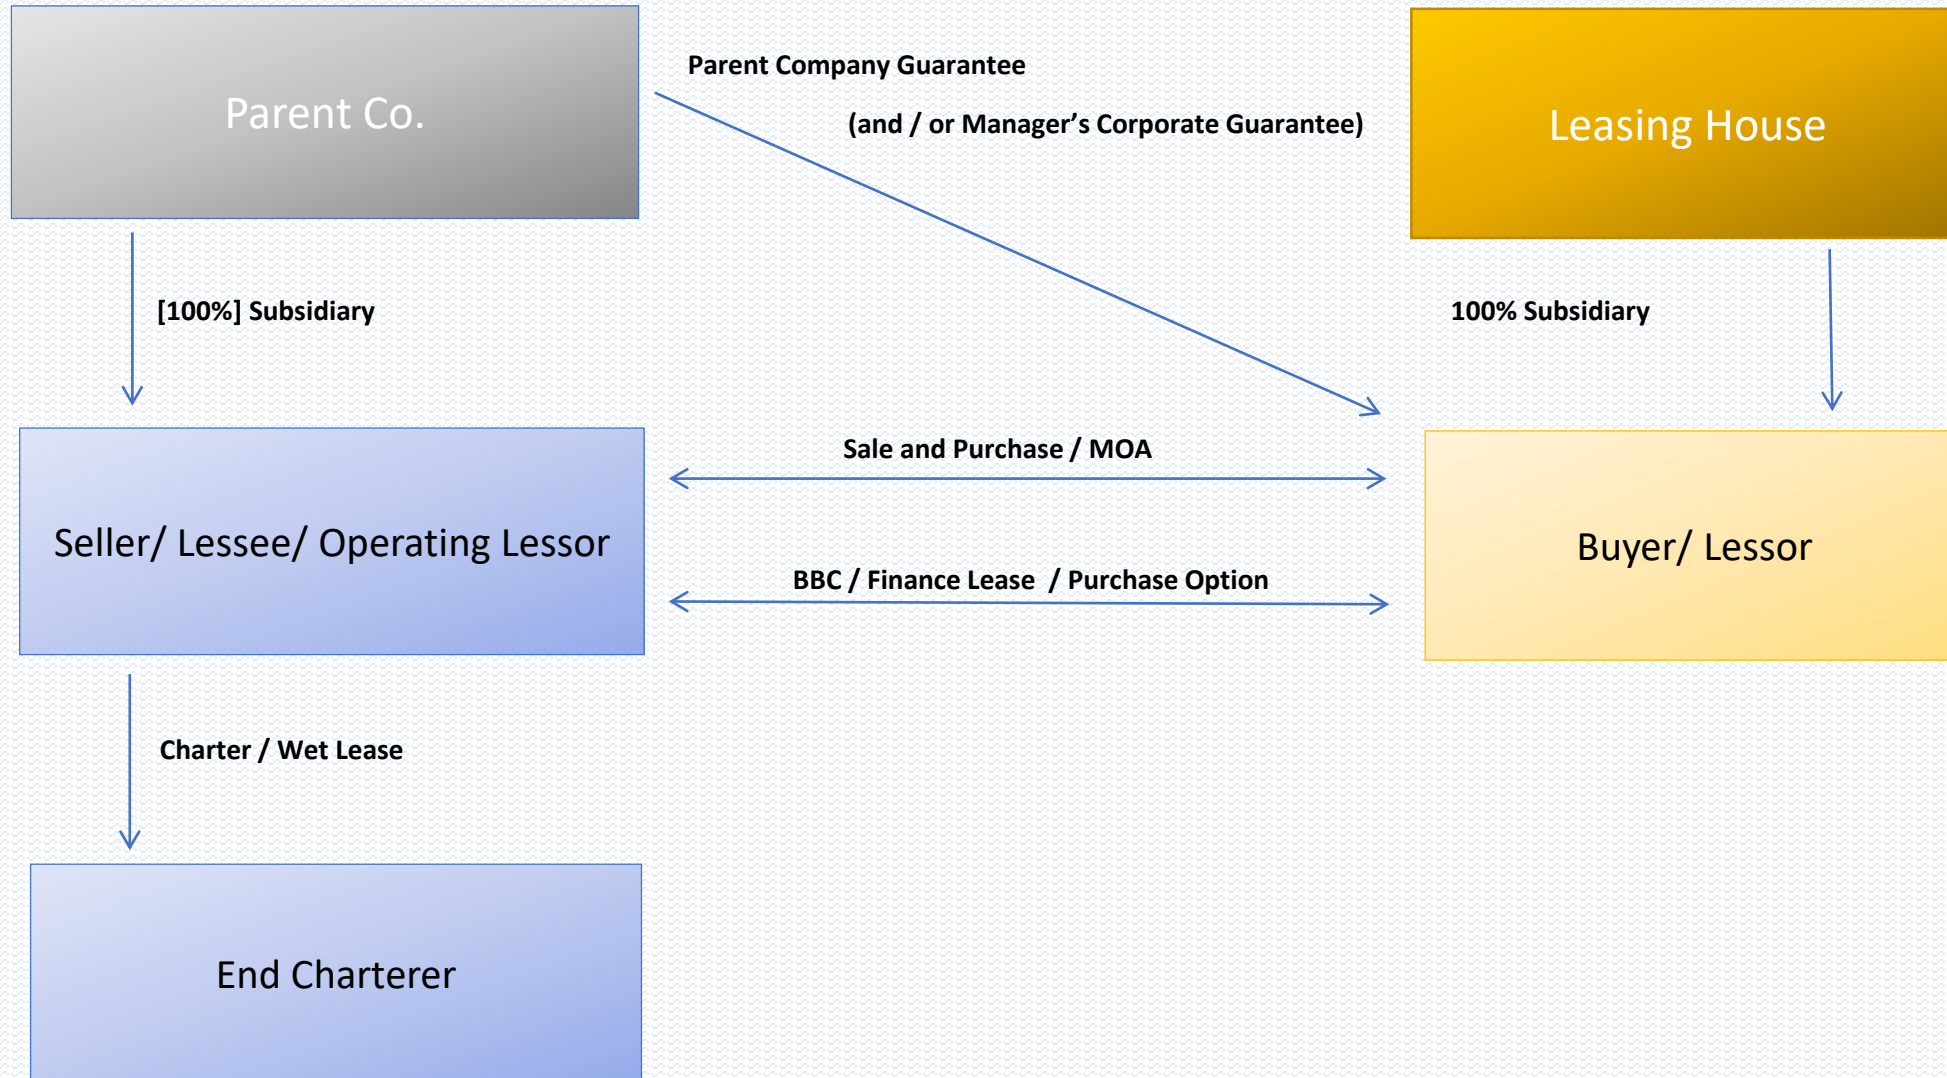 Parent Co.
Parent Company Guarantee
(and / or Manager’s Corporate Guarantee)
Leasing House
[100%] Subsidiary
100% Subsidiary
Seller/ Lessee/ Operating Lessor
Sale and Purchase / MOA
BBC / Finance Lease  / Purchase Option
Buyer/ Lessor
Charter / Wet Lease
End Charterer